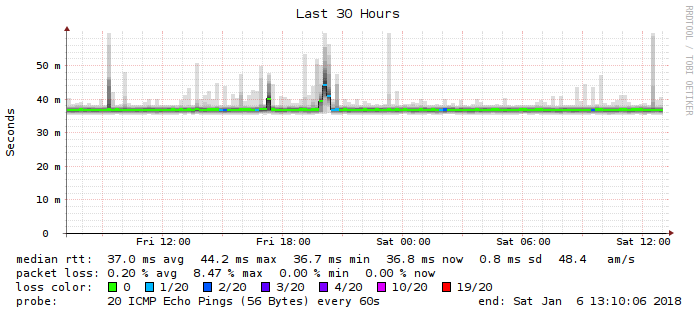 Last 30 Hours
RRDTOOL / TOBI OETIKER
Seconds
50 m
40 m
30 m
20 m
10 m
0
Fri 12:00 Fri 18:00 Sat 00:00 Sat 06:00 Sat 12:00
median rtt: 37.0 ms avg 44.2 ms max 36.7 ms min 36.8 ms now 0.8 ms sd 48.4 am/s
packet loss: 0.20 % avg 8.47 % max 0.00 % min 0.00 % now
loss color: 0 1/20 2/20 3/20 4/20 10/20 19/20
probe: 20 ICMP Echo Pings (56 Bytes) every 60s end: Sat Jan 6 13:10:06 2018